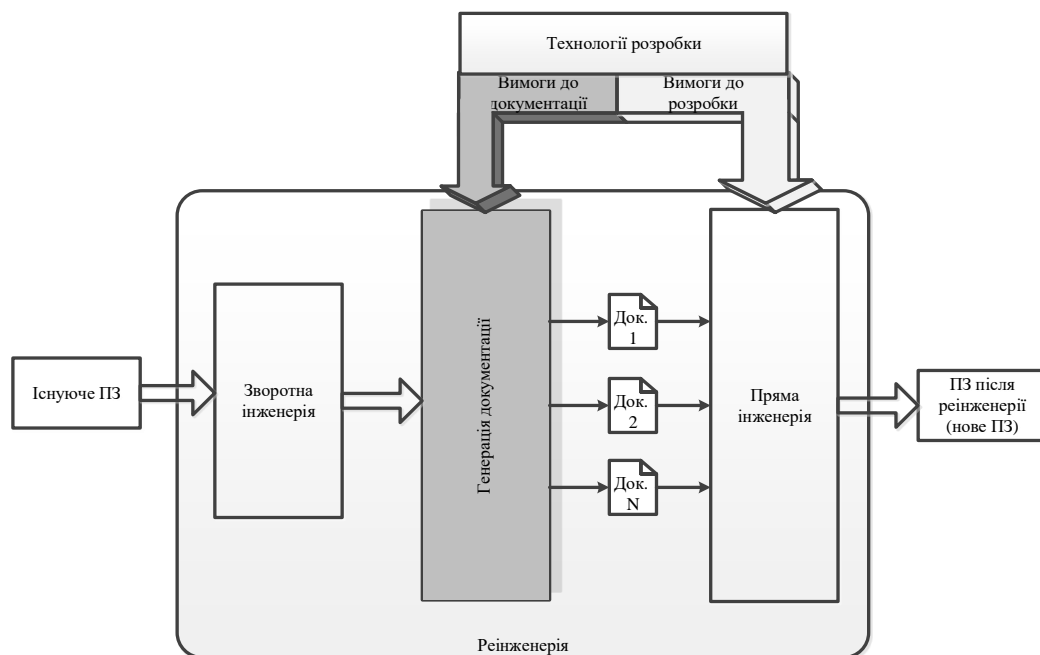 Технології розробки
Вимоги до
документації
Вимоги до
розробки
Існуюче ПЗ
Зворотна
інженерія
Генерація документації
Док.
1
Док.
2
Док.
N
Пряма
інженерія
ПЗ після
реінженерії
(нове ПЗ)
Реінженерія